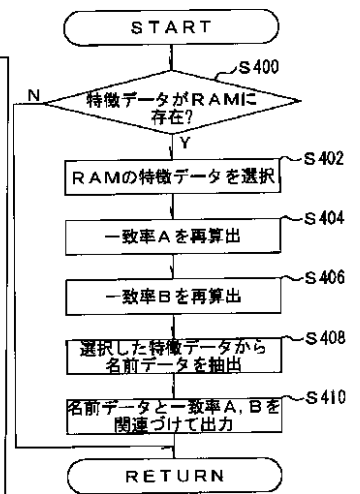 START
S400
N
特徴データがRAMに
存在?
Y
S402
RAMの特徴データを選択
S404
一致率Aを再算出
S406
一致率Bを再算出
S408
選択した特徴データから
名前データを抽出
S410
名前データと一致率A,Bを
関連づけて出力
RETURN